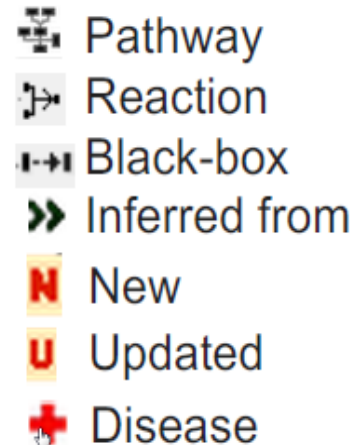 Pathway
Reaction
Black-box
Inferred from
N New
U Updated
Disease